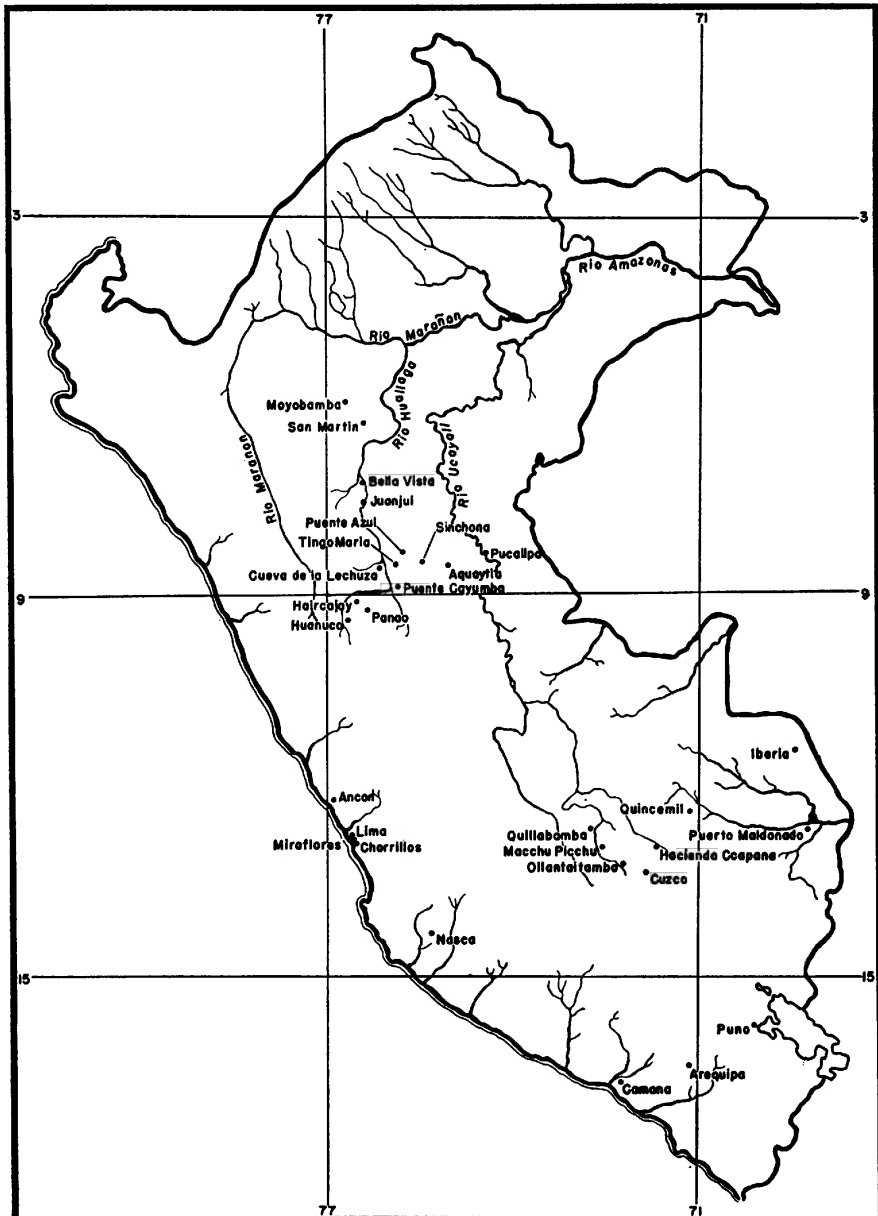 77
71
3
3
Rio Amazonas
Rio Marañon
Rio Huallaga
Moyobamba
San Martin
Rio Maranon
Rio Ucayali
Bella Vista
Juanjui
Puente Azul
Sinchona
Tingo Maria
Pucallpa
Cueva de la Lechuza
Aquaytia
Puente Cayumba
9
9
Haircajay
Panao
Huanuco
Iberia
Ancon
Quincemil
Lima
Quillabomba
Puerto Maldonado
Miraflores
Chorrillos
Macchu Picchu
Hacienda Ccapana
Ollantaitambo
Cuzco
Nasca
15
15
Puno
Arequipa
Camana
77
71